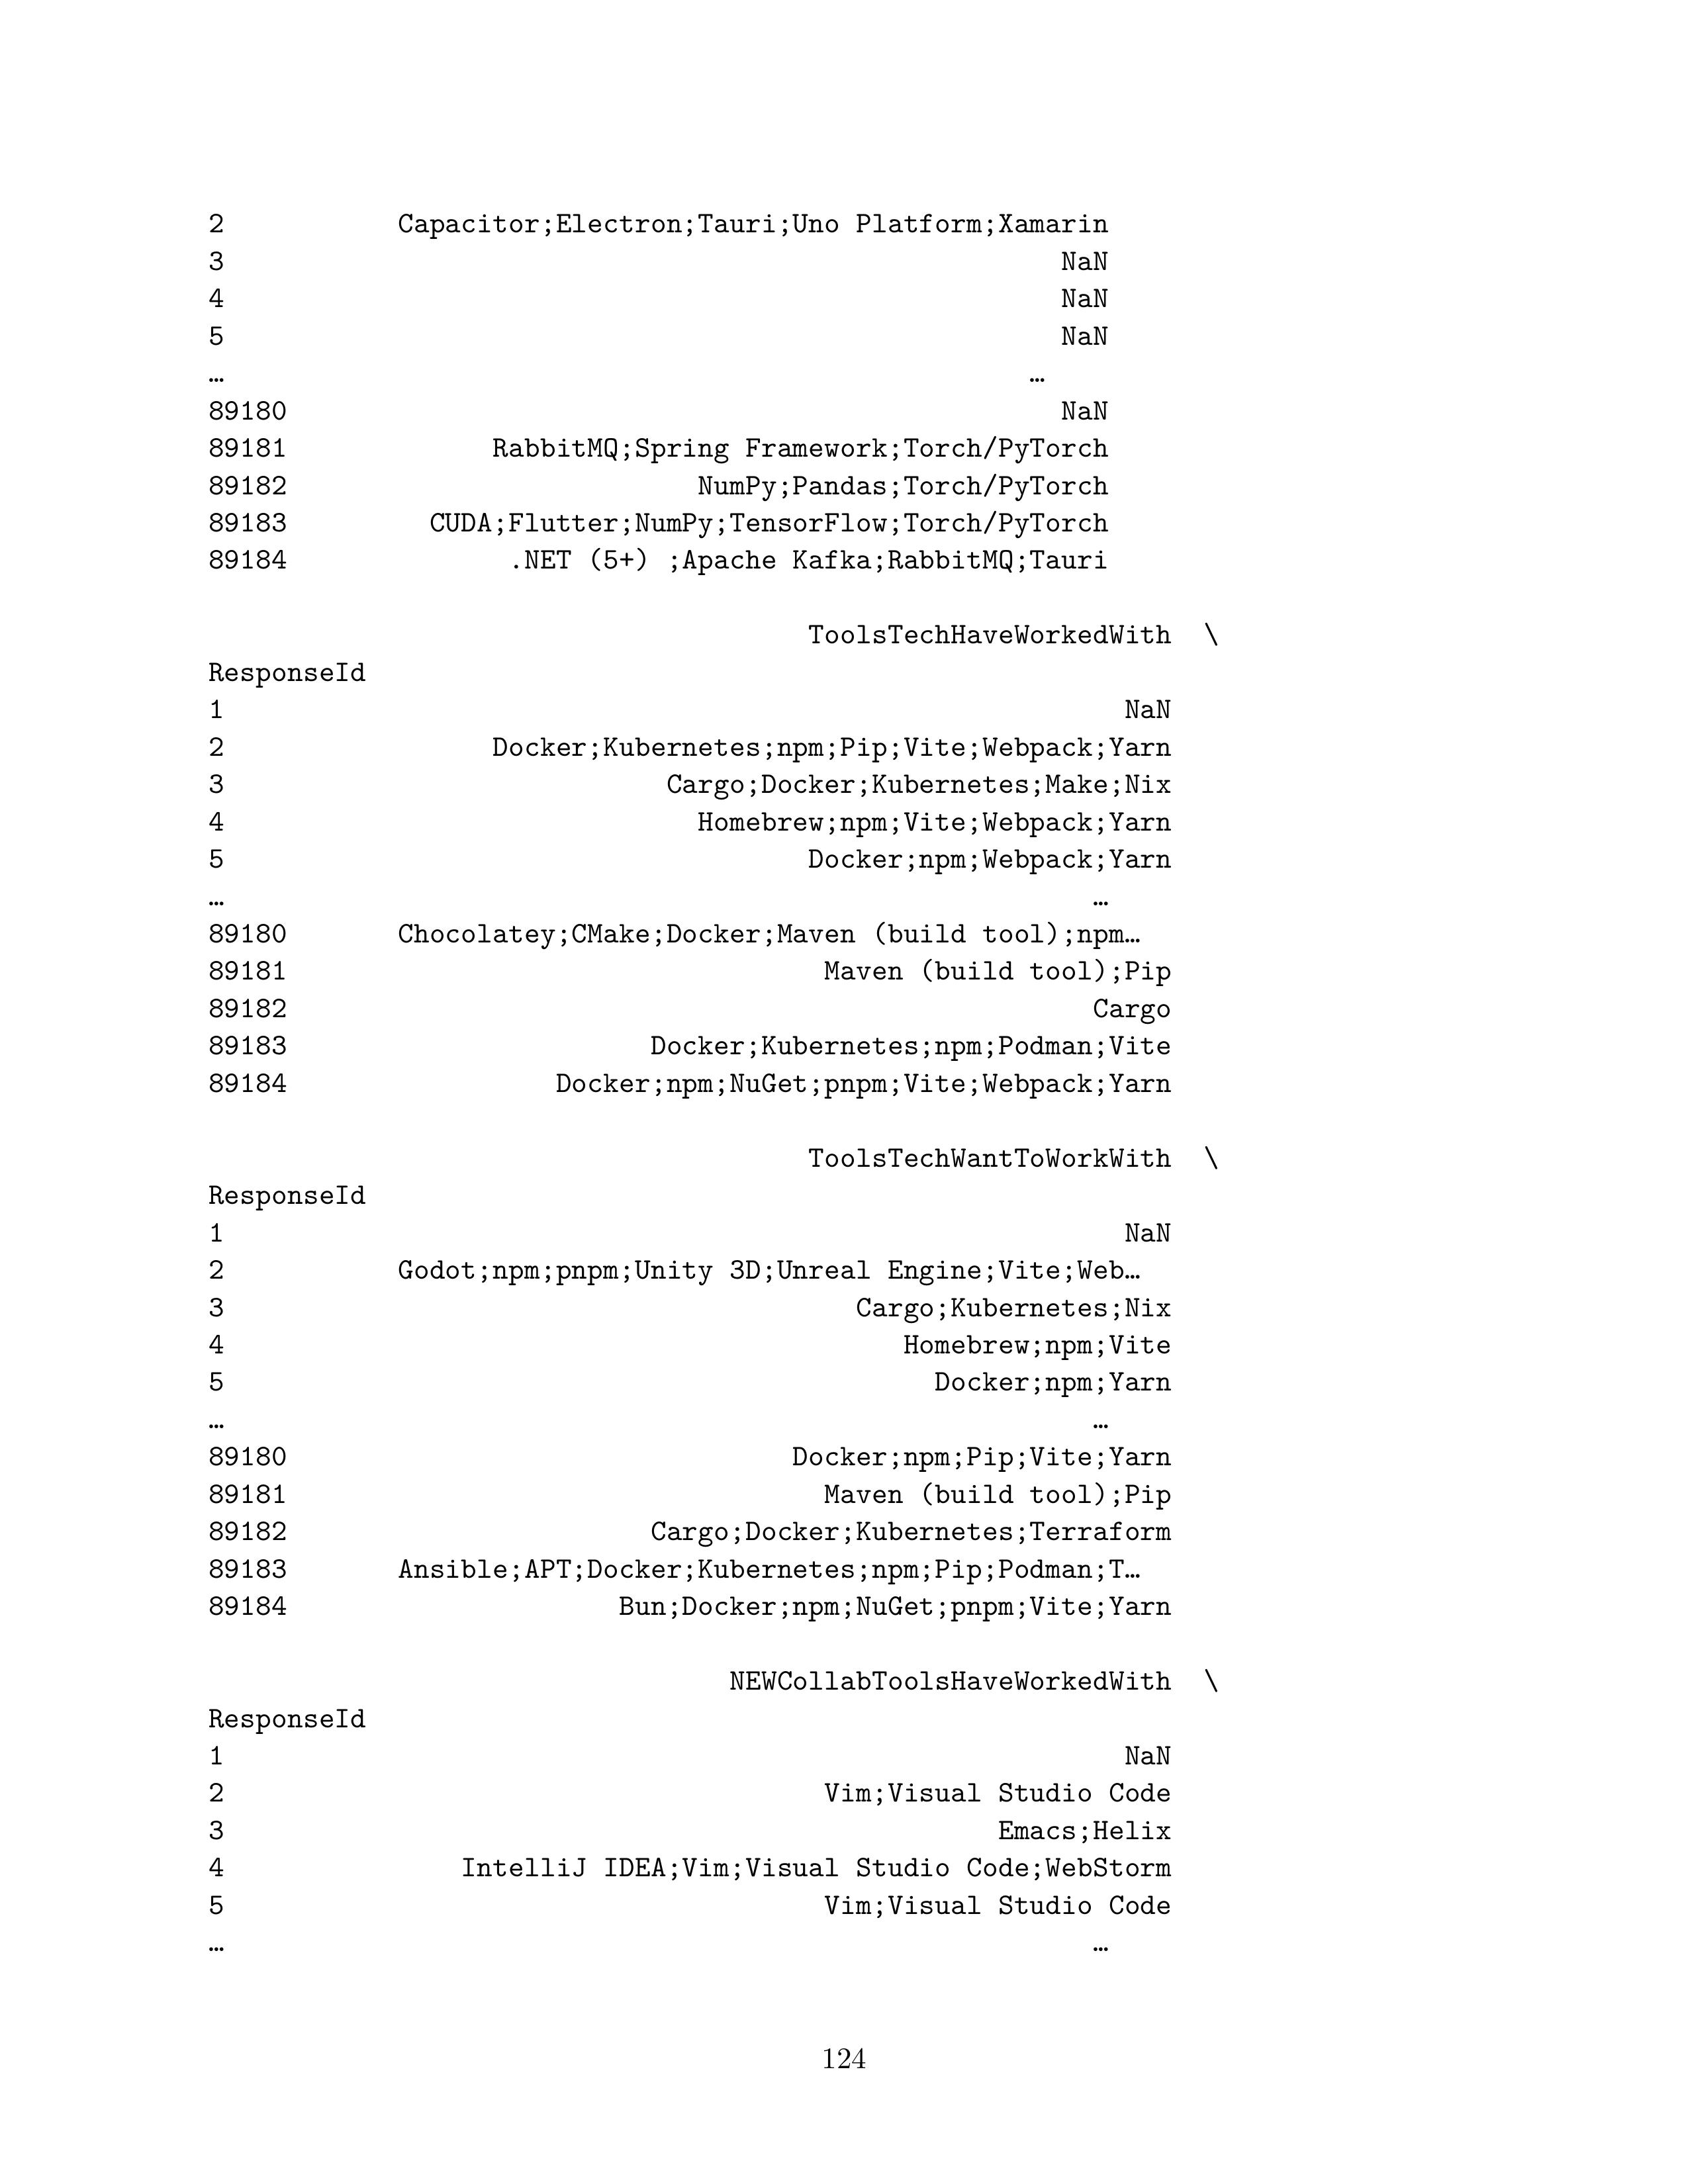 2 Capacitor;Electron;Tauri;Uno Platform;Xamarin
3 NaN
4 NaN
5 NaN
… …
89180 NaN
89181 RabbitMQ;Spring Framework;Torch/PyTorch
89182 NumPy;Pandas;Torch/PyTorch
89183 CUDA;Flutter;NumPy;TensorFlow;Torch/PyTorch
89184 .NET (5+) ;Apache Kafka;RabbitMQ;Tauri
ToolsTechHaveWorkedWith \
ResponseId
1 NaN
2 Docker;Kubernetes;npm;Pip;Vite;Webpack;Yarn
3 Cargo;Docker;Kubernetes;Make;Nix
4 Homebrew;npm;Vite;Webpack;Yarn
5 Docker;npm;Webpack;Yarn
… …
89180 Chocolatey;CMake;Docker;Maven (build tool);npm…
89181 Maven (build tool);Pip
89182 Cargo
89183 Docker;Kubernetes;npm;Podman;Vite
89184 Docker;npm;NuGet;pnpm;Vite;Webpack;Yarn
ToolsTechWantToWorkWith \
ResponseId
1 NaN
2 Godot;npm;pnpm;Unity 3D;Unreal Engine;Vite;Web…
3 Cargo;Kubernetes;Nix
4 Homebrew;npm;Vite
5 Docker;npm;Yarn
… …
89180 Docker;npm;Pip;Vite;Yarn
89181 Maven (build tool);Pip
89182 Cargo;Docker;Kubernetes;Terraform
89183 Ansible;APT;Docker;Kubernetes;npm;Pip;Podman;T…
89184 Bun;Docker;npm;NuGet;pnpm;Vite;Yarn
NEWCollabToolsHaveWorkedWith \
ResponseId
1 NaN
2 Vim;Visual Studio Code
3 Emacs;Helix
4 IntelliJ IDEA;Vim;Visual Studio Code;WebStorm
5 Vim;Visual Studio Code
… …
124